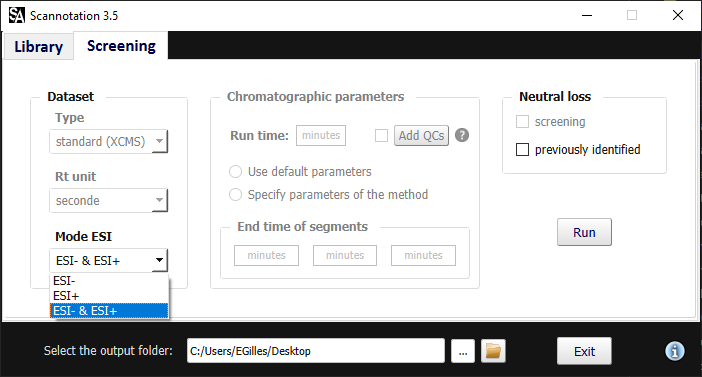 SA Scannotation 3.5
Library
Screening
Dataset
Type
standard (XCMS)
Rt unit
seconde
Mode ESI
ESI- & ESI+
ESI-
ESI+
ESI- & ESI+
Chromatographic parameters
Run time: minutes Add QCs ?
Use default parameters
Specify parameters of the method
End time of segments
minutes minutes minutes
Neutral loss
screening
previously identified
Run
Select the output folder: C:/Users/EGilles/Desktop ... Exit i